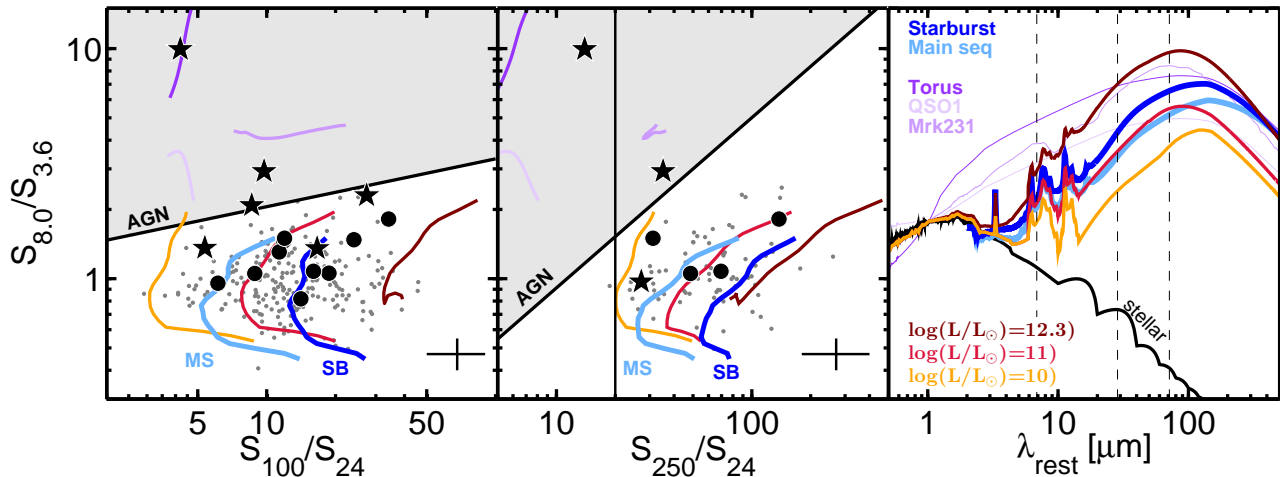 S8.0/S3.6
10
1
AGN
MS
SB
5
10
50
S100/S24
AGN
MS
SB
10
100
S250/S24
Starburst
Main seq
Torus
QSO1
Mrk231
stellar
log(L/L☉)=12.3)
log(L/L☉)=11
log(L/L☉)=10
1
10
100
λrest [μm]